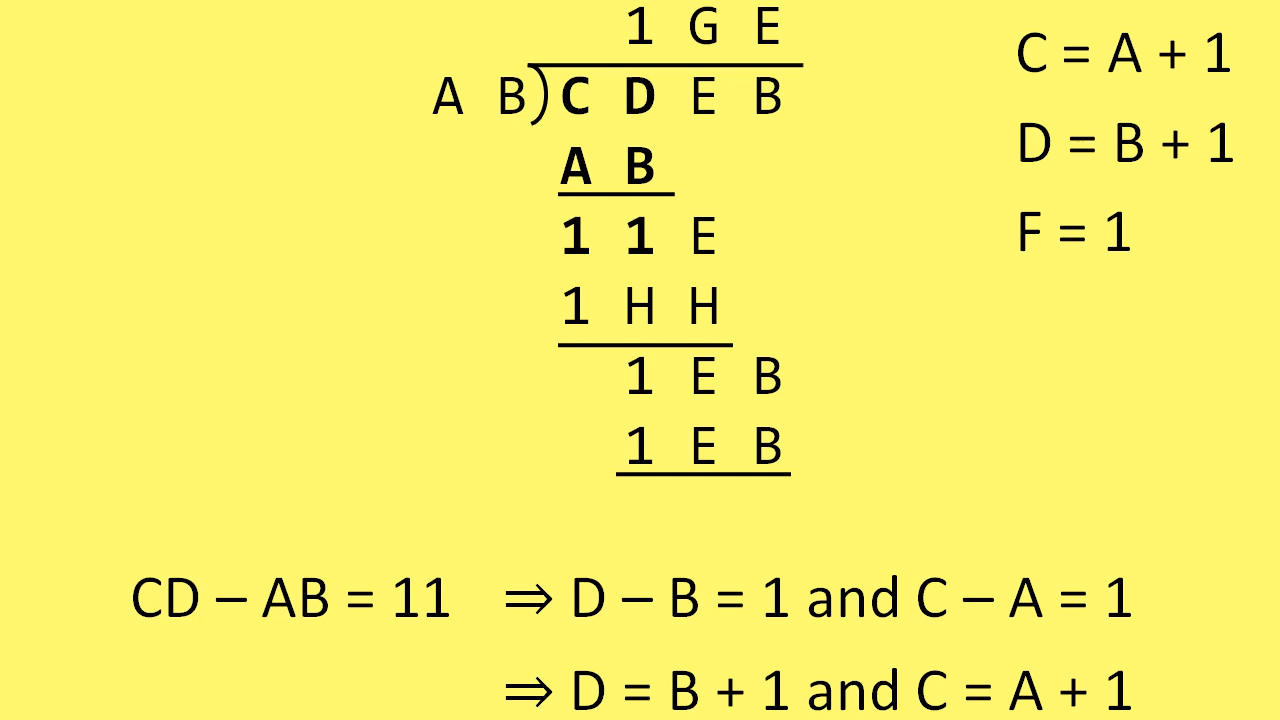 1 G E
A B)C D E B
A B
1 1 E
1 H H
1 E B
1 E B
C = A + 1
D = B + 1
F = 1
CD – AB = 11 ⇒ D – B = 1 and C – A = 1
⇒ D = B + 1 and C = A + 1